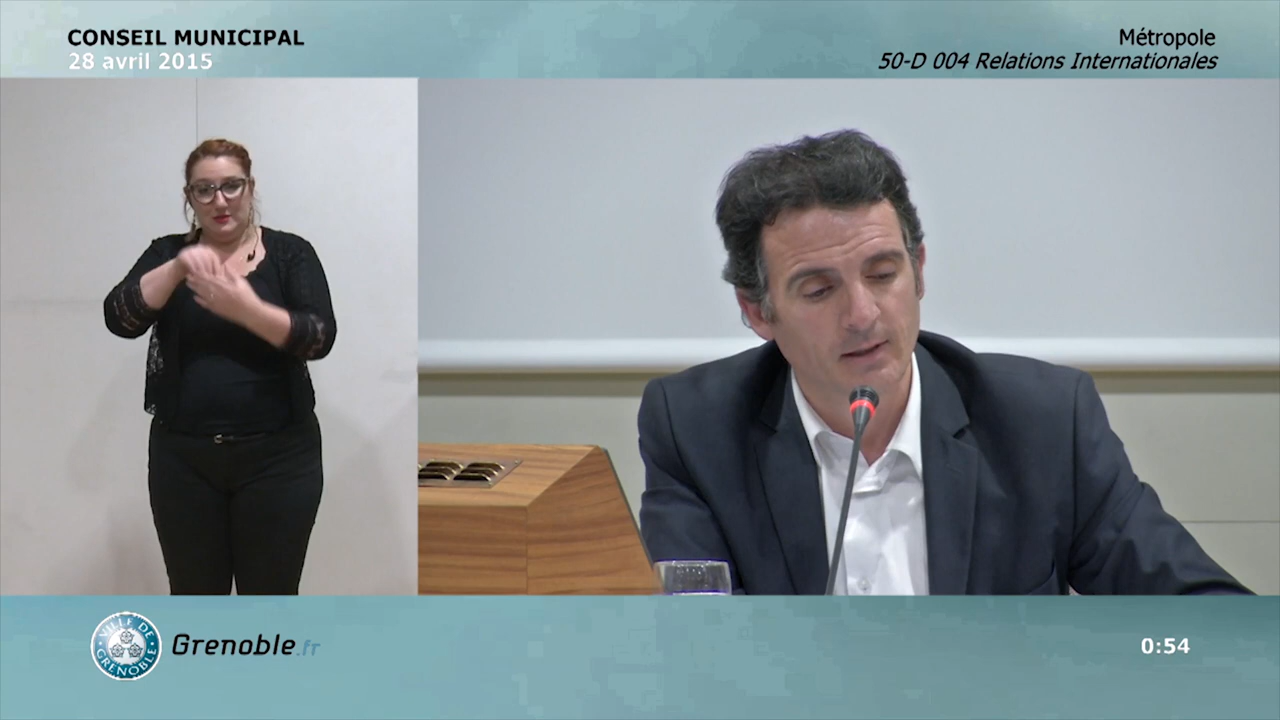 CONSEIL MUNICIPAL
28 avril 2015
Métropole
50-D 004 Relations Internationales
VILLE DE GRENOBLE
Grenoble.fr
0:54